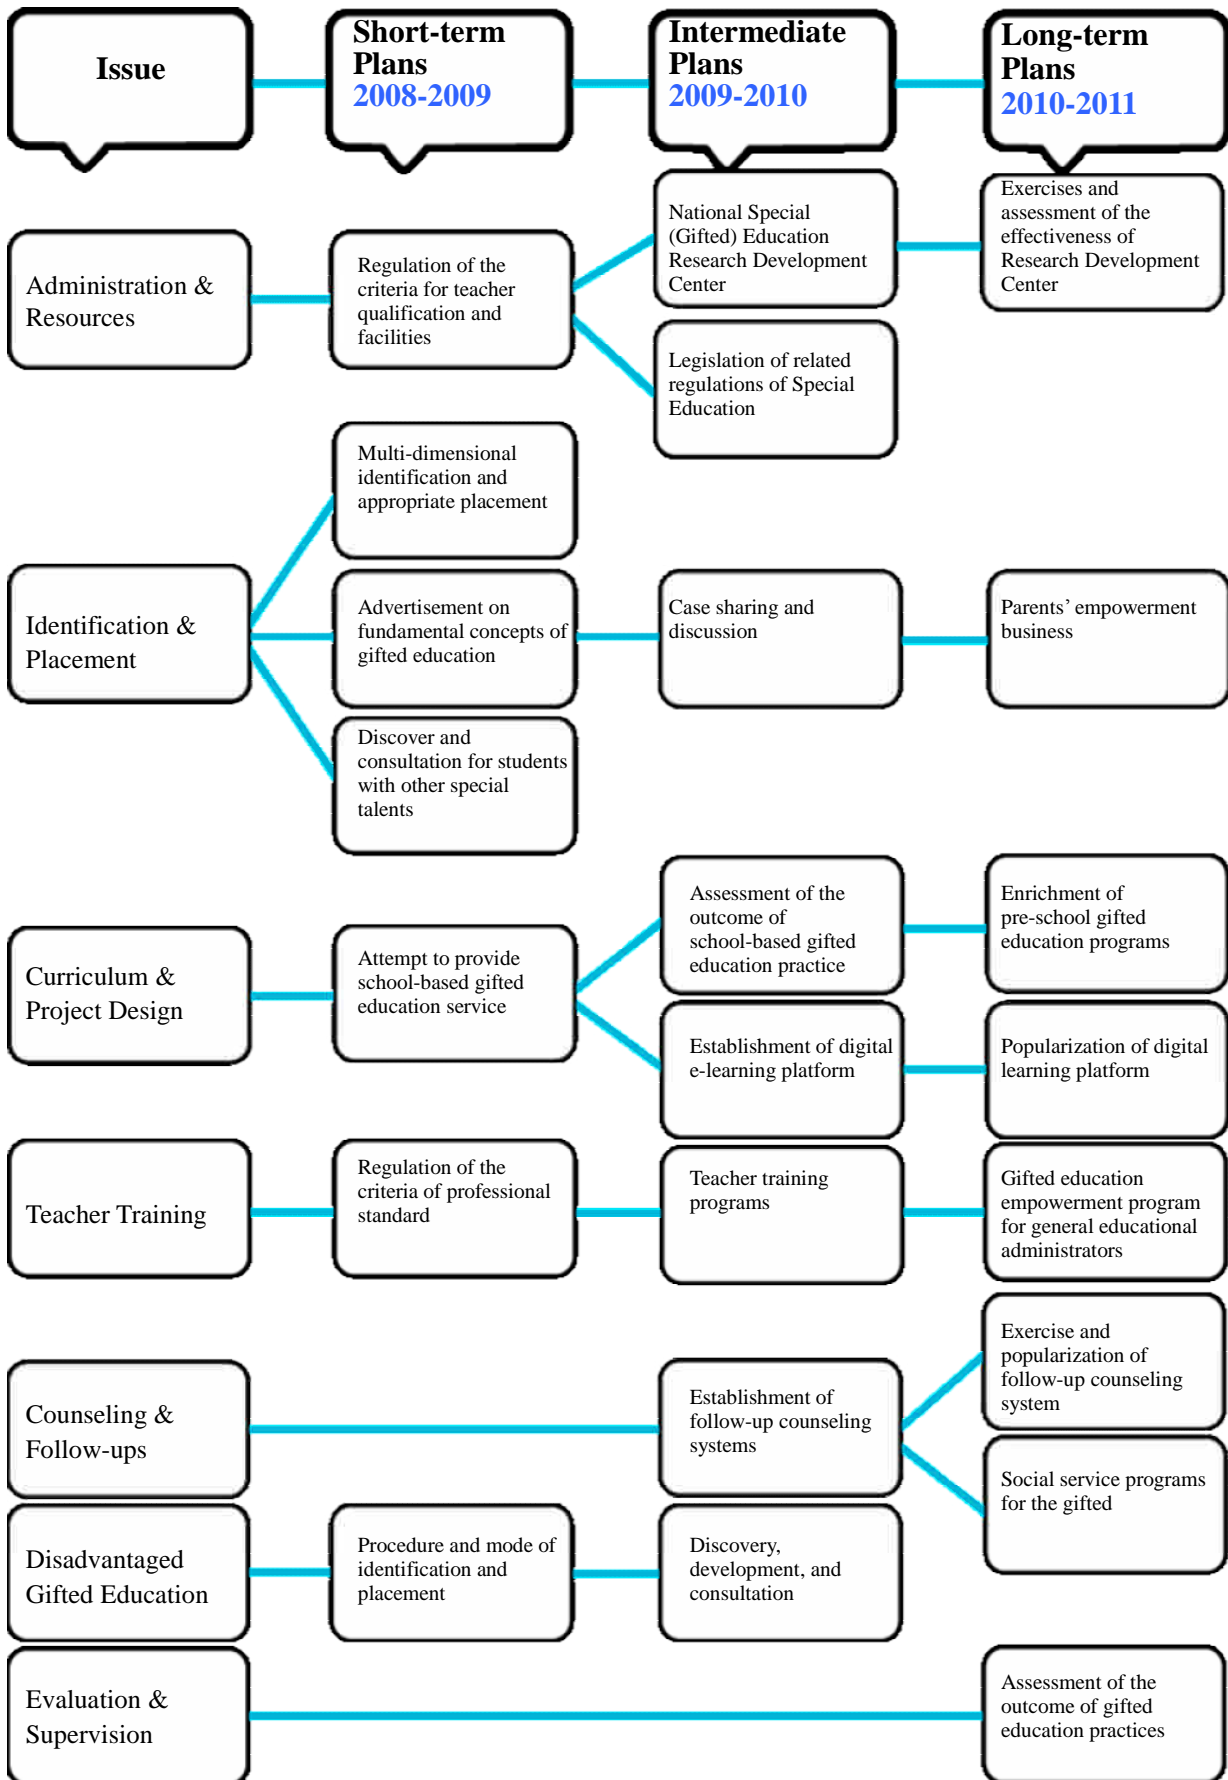 Issue
Short-term
Plans
2008-2009
Intermediate
Plans
2009-2010
Long-term
Plans
2010-2011
Administration &
Resources
Regulation of the
criteria for teacher
qualification and
facilities
National Special
(Gifted) Education
Research Development
Center
Exercises and
assessment of the
effectiveness of
Research Development
Center
Legislation of related
regulations of Special
Education
Identification &
Placement
Multi-dimensional
identification and
appropriate placement
Advertisement on
fundamental concepts of
gifted education
Case sharing and
discussion
Parents’ empowerment
business
Discover and
consultation for students
with other special
talents
Curriculum &
Project Design
Attempt to provide
school-based gifted
education service
Assessment of the
outcome of
school-based gifted
education practice
Enrichment of
pre-school gifted
education programs
Establishment of digital
e-learning platform
Popularization of digital
learning platform
Teacher Training
Regulation of the
criteria of professional
standard
Teacher training
programs
Gifted education
empowerment program
for general educational
administrators
Counseling &
Follow-ups
Establishment of
follow-up counseling
systems
Exercise and
popularization of
follow-up counseling
system
Social service programs
for the gifted
Disadvantaged
Gifted Education
Procedure and mode of
identification and
placement
Discovery,
development, and
consultation
Evaluation &
Supervision
Assessment of the
outcome of gifted
education practices